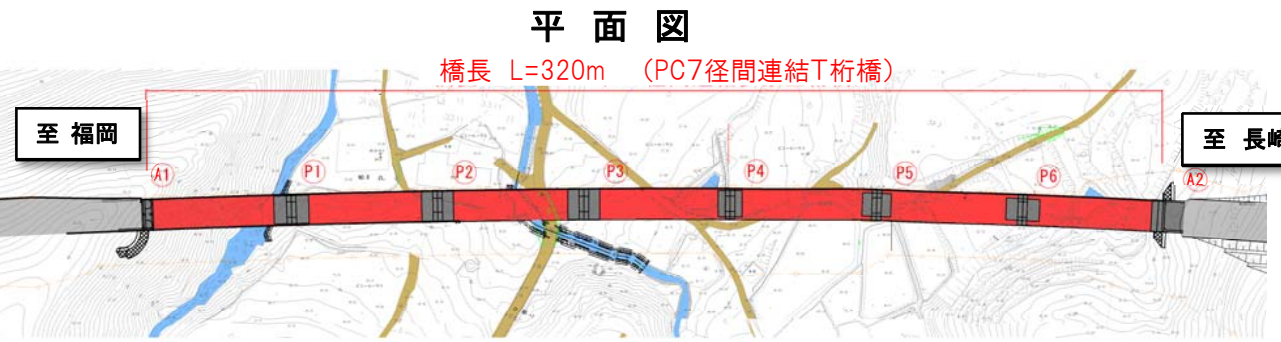 平面図
橋長 L=320m （PC7径間連結T桁橋）
至 福岡
至 長崎
A1
P1
P2
P3
P4
P5
P6
A2